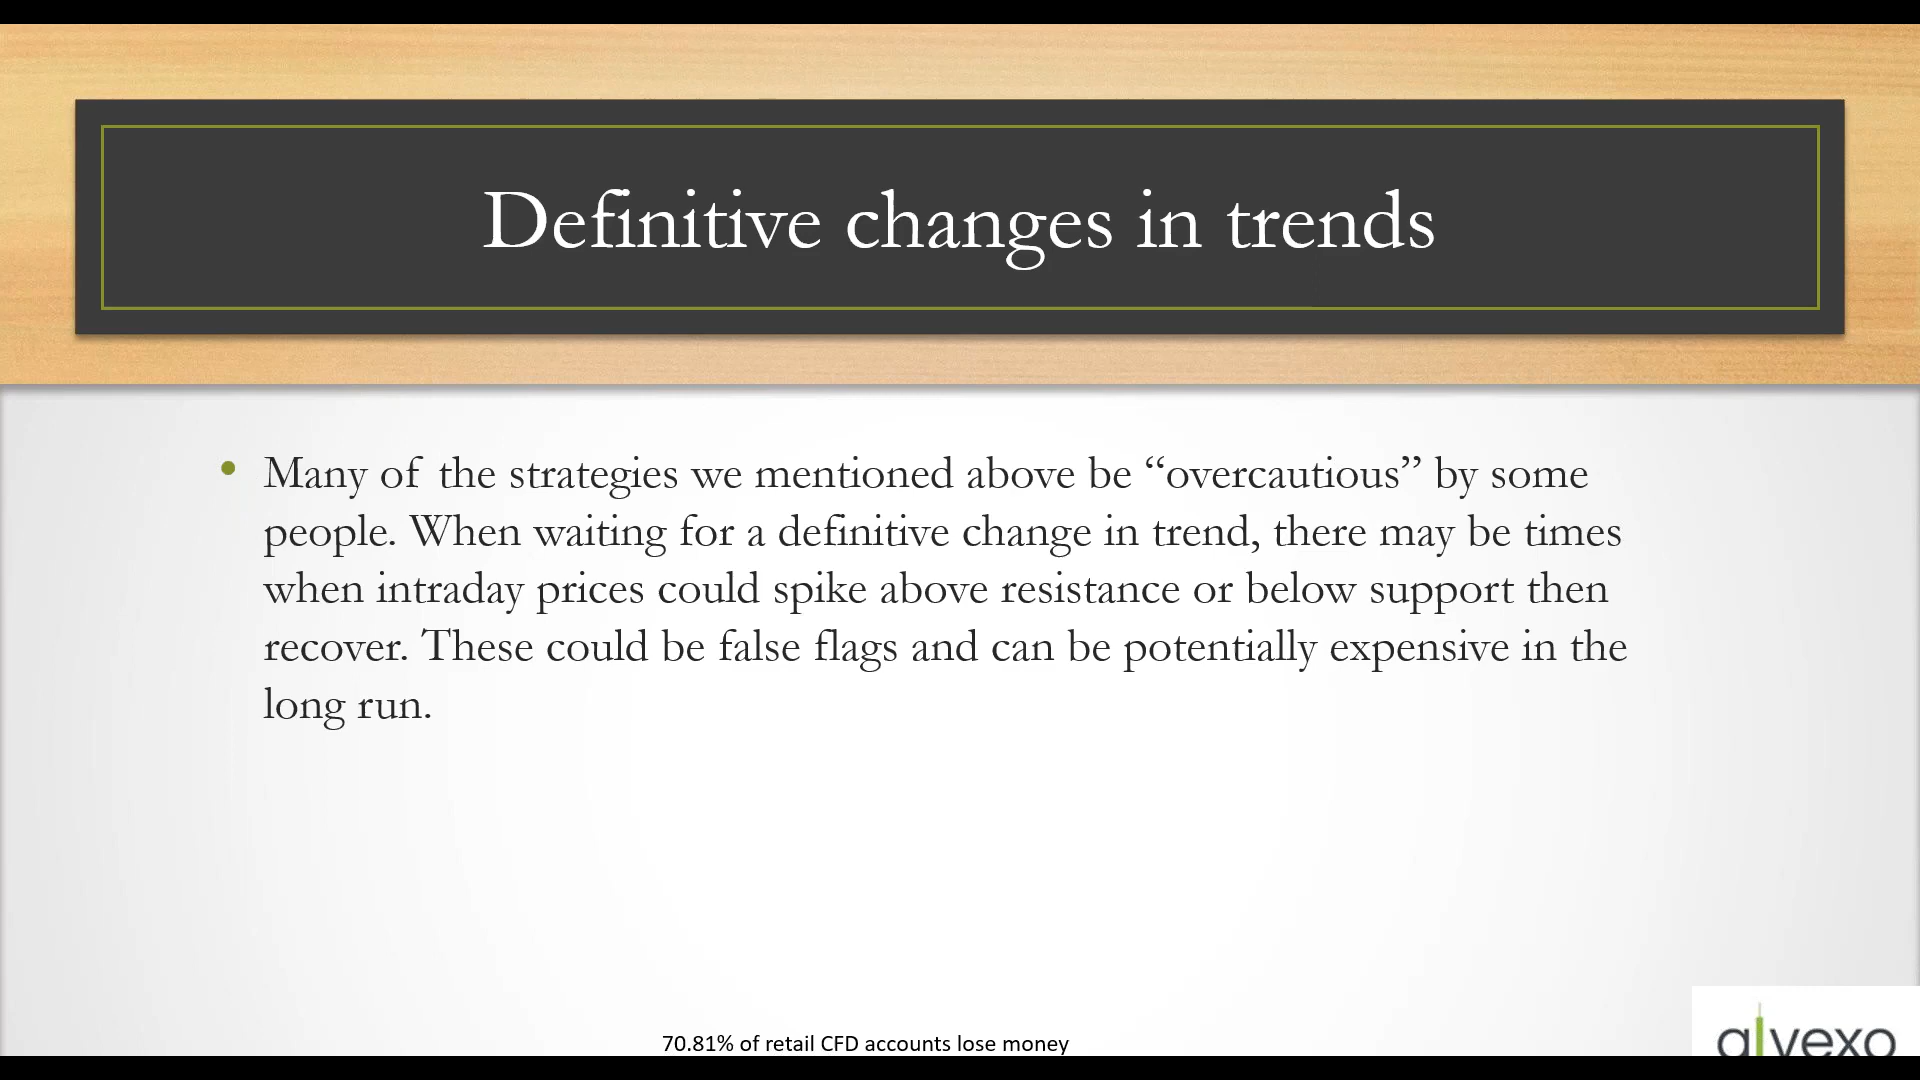 Definitive changes in trends
• Many of the strategies we mentioned above be “overcautious” by some
people. When waiting for a definitive change in trend, there may be times
when intraday prices could spike above resistance or below support then
recover. These could be false flags and can be potentially expensive in the
long run.
70.81% of retail CFD accounts lose money
alvexo